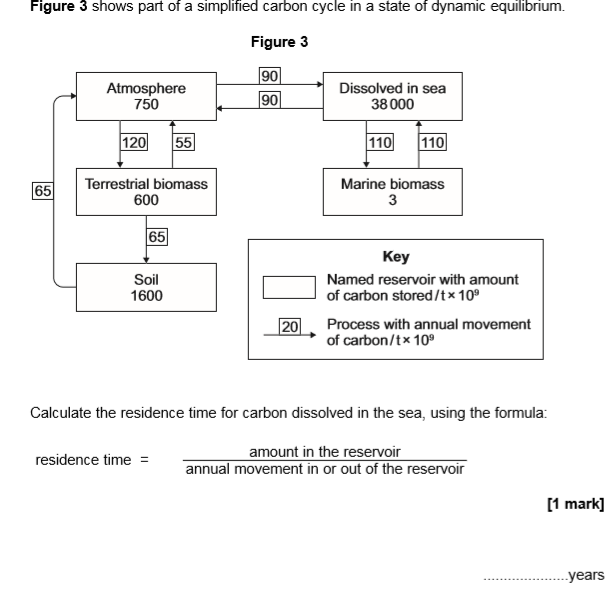 Figure 3 shows part of a simplified carbon cycle in a state of dynamic equilibrium.
Figure 3
Atmosphere
750
90
90
Dissolved in sea
38 000
120
55
110
110
65
Terrestrial biomass
600
Marine biomass
3
65
Soil
1600
Key
Named reservoir with amount
of carbon stored / t × 10⁹
20
Process with annual movement
of carbon / t × 10⁹
Calculate the residence time for carbon dissolved in the sea, using the formula:
residence time =
amount in the reservoir
annual movement in or out of the reservoir
[1 mark]
.....................years